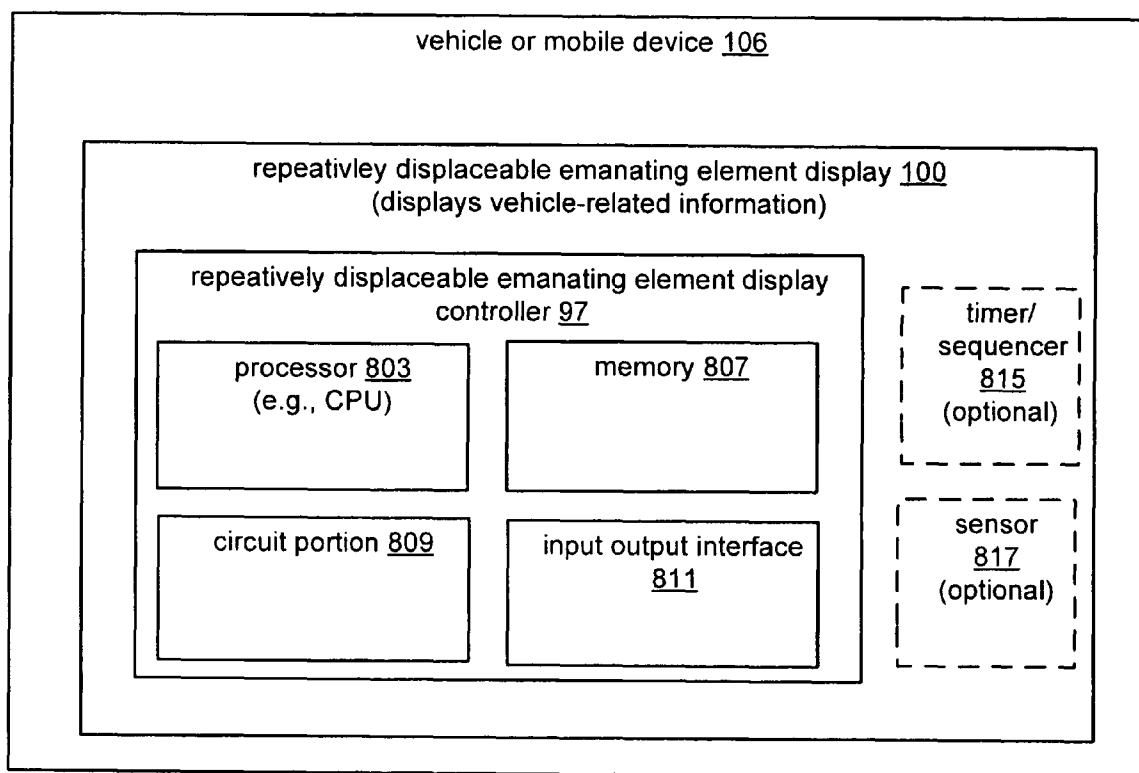 vehicle or mobile device 106
repeativley displaceable emanating element display 100
(displays vehicle-related information)
repeatively displaceable emanating element display
controller 97
processor 803
(e.g., CPU)
memory 807
circuit portion 809
input output interface
811
timer/
sequencer
815
(optional)
sensor
817
(optional)